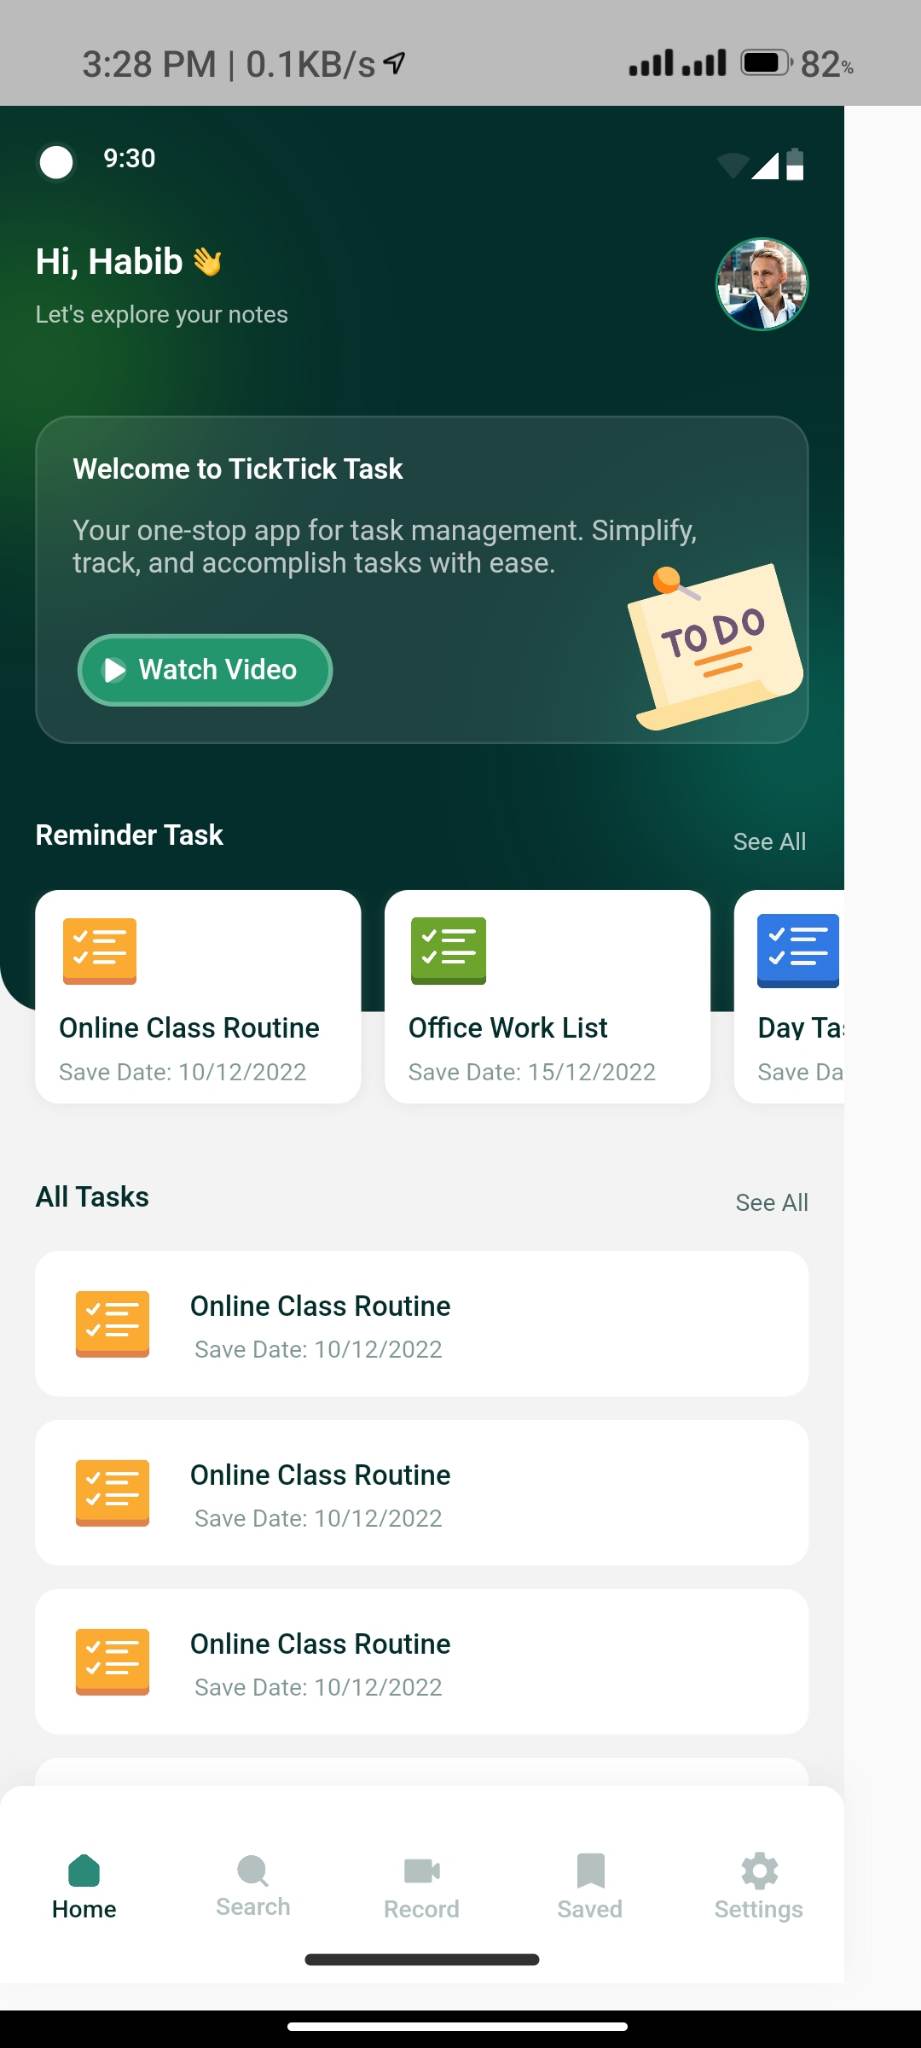 3:28 PM | 0.1KB/s
82%
9:30
Hi, Habib 👋
Let's explore your notes
Welcome to TickTick Task
Your one-stop app for task management. Simplify,
track, and accomplish tasks with ease.
TO DO
Watch Video
Reminder Task
See All
Online Class Routine
Save Date: 10/12/2022
Office Work List
Save Date: 15/12/2022
Day Tas
Save Da
All Tasks
See All
Online Class Routine
Save Date: 10/12/2022
Online Class Routine
Save Date: 10/12/2022
Online Class Routine
Save Date: 10/12/2022
Home
Search
Record
Saved
Settings